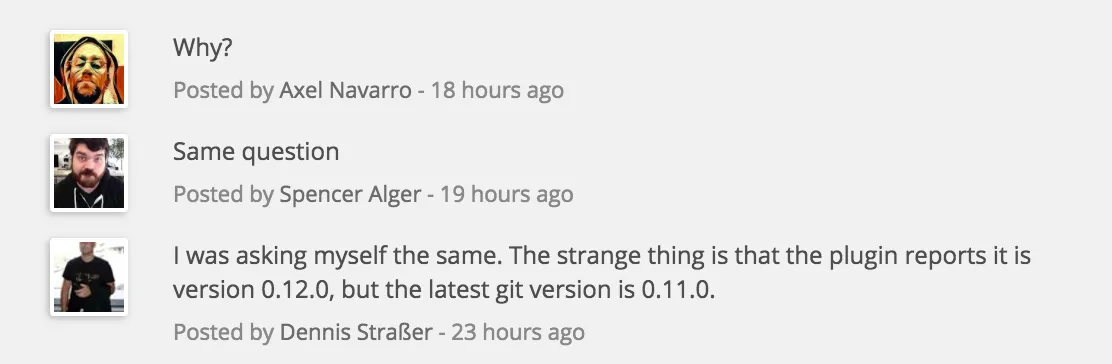 Why?
Posted by Axel Navarro - 18 hours ago
Same question
Posted by Spencer Alger - 19 hours ago
I was asking myself the same. The strange thing is that the plugin reports it is
version 0.12.0, but the latest git version is 0.11.0.
Posted by Dennis Straßer - 23 hours ago